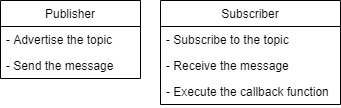 Publisher
- Advertise the topic
- Send the message
Subscriber
- Subscribe to the topic
- Receive the message
- Execute the callback function